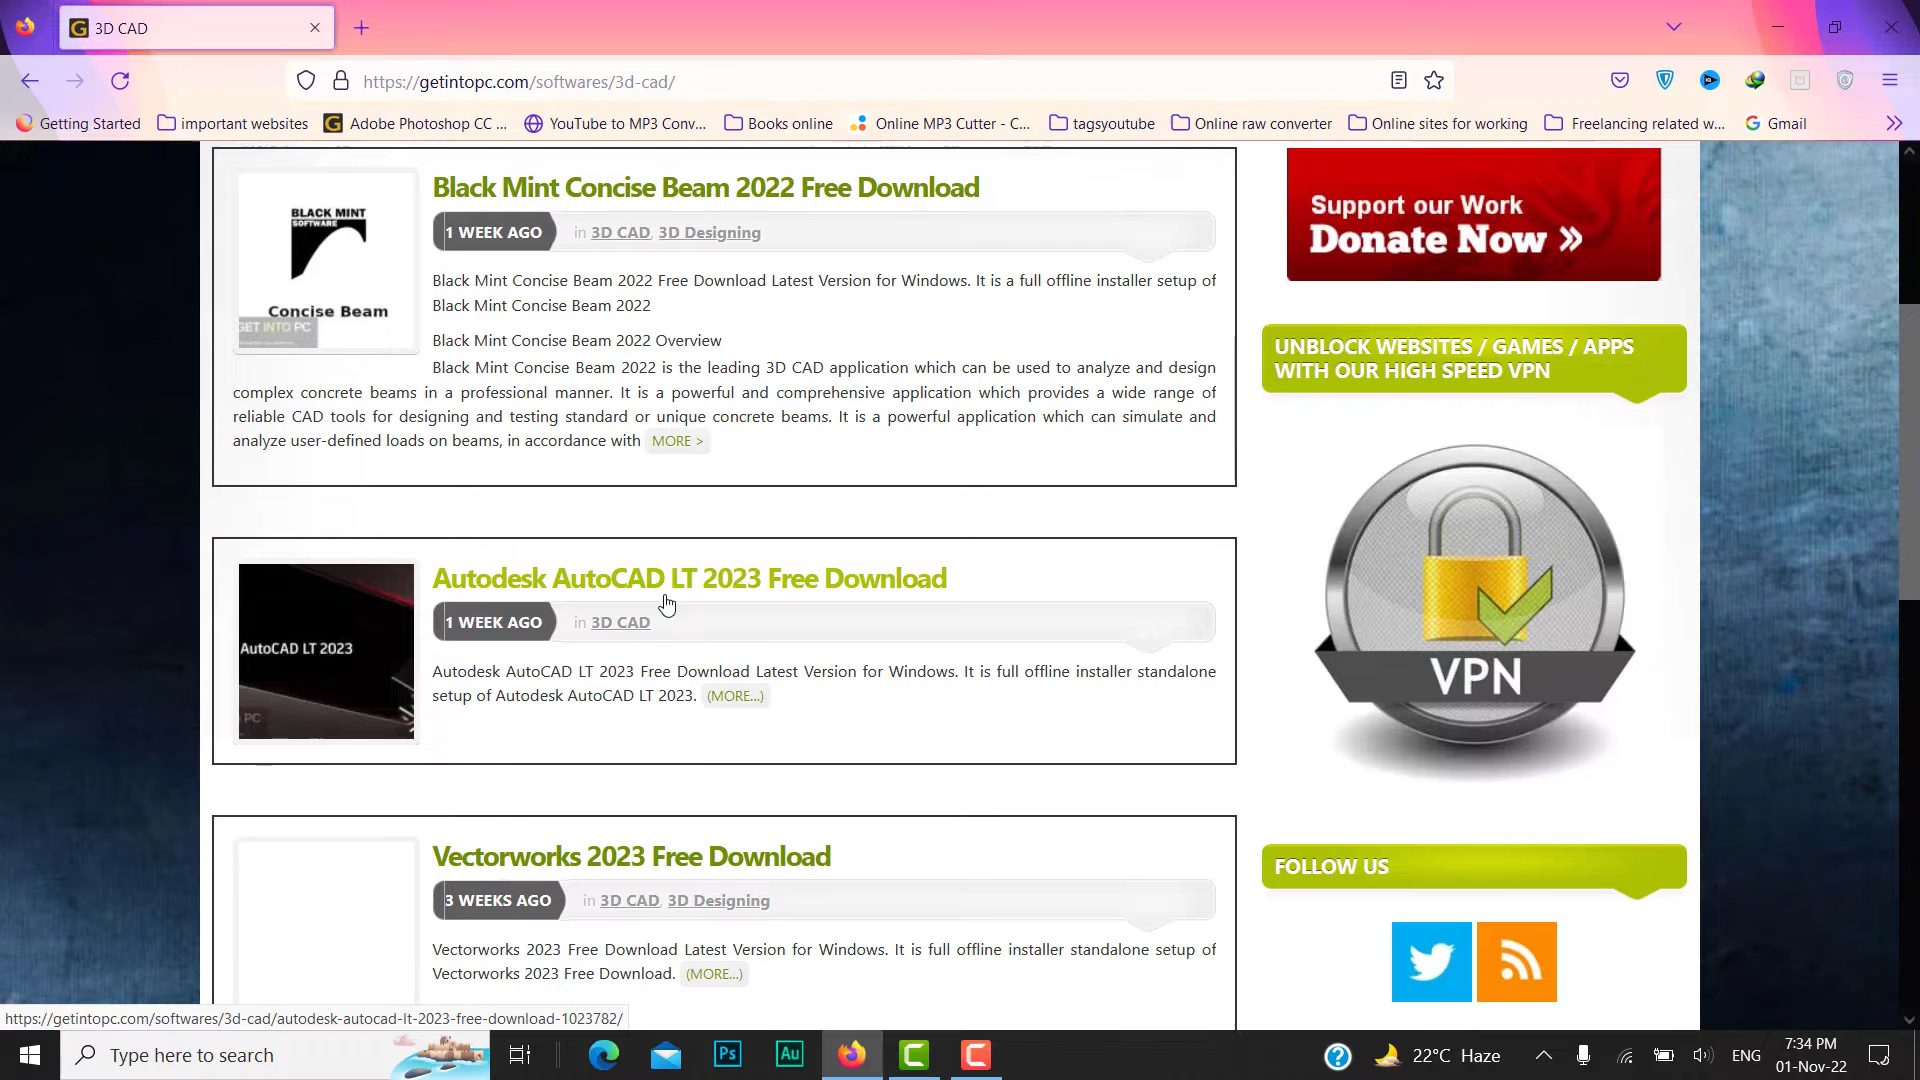 3D CAD
https://getintopc.com/softwares/3d-cad/
Getting Started important websites Adobe Photoshop CC ... YouTube to MP3 Conv... Books online Online MP3 Cutter - C... tagsyoutube Online raw converter Online sites for working Freelancing related w... Gmail
Black Mint Concise Beam 2022 Free Download
1 WEEK AGO in 3D CAD, 3D Designing
BLACK MINT
SOFTWARE
Concise Beam
GET INTO PC
Black Mint Concise Beam 2022 Free Download Latest Version for Windows. It is a full offline installer setup of
Black Mint Concise Beam 2022
Black Mint Concise Beam 2022 Overview
Black Mint Concise Beam 2022 is the leading 3D CAD application which can be used to analyze and design
complex concrete beams in a professional manner. It is a powerful and comprehensive application which provides a wide range of
reliable CAD tools for designing and testing standard or unique concrete beams. It is a powerful application which can simulate and
analyze user-defined loads on beams, in accordance with MORE >
Autodesk AutoCAD LT 2023 Free Download
1 WEEK AGO in 3D CAD
AutoCAD LT 2023
PC
Autodesk AutoCAD LT 2023 Free Download Latest Version for Windows. It is full offline installer standalone
setup of Autodesk AutoCAD LT 2023. (MORE...)
Vectorworks 2023 Free Download
3 WEEKS AGO in 3D CAD, 3D Designing
Vectorworks 2023 Free Download Latest Version for Windows. It is full offline installer standalone setup of
Vectorworks 2023 Free Download. (MORE...)
Support our Work
Donate Now »
UNBLOCK WEBSITES / GAMES / APPS
WITH OUR HIGH SPEED VPN
VPN
FOLLOW US
https://getintopc.com/softwares/3d-cad/autodesk-autocad-lt-2023-free-download-1023782/
Type here to search
Ps
Au
22°C Haze
ENG
7:34 PM
01-Nov-22